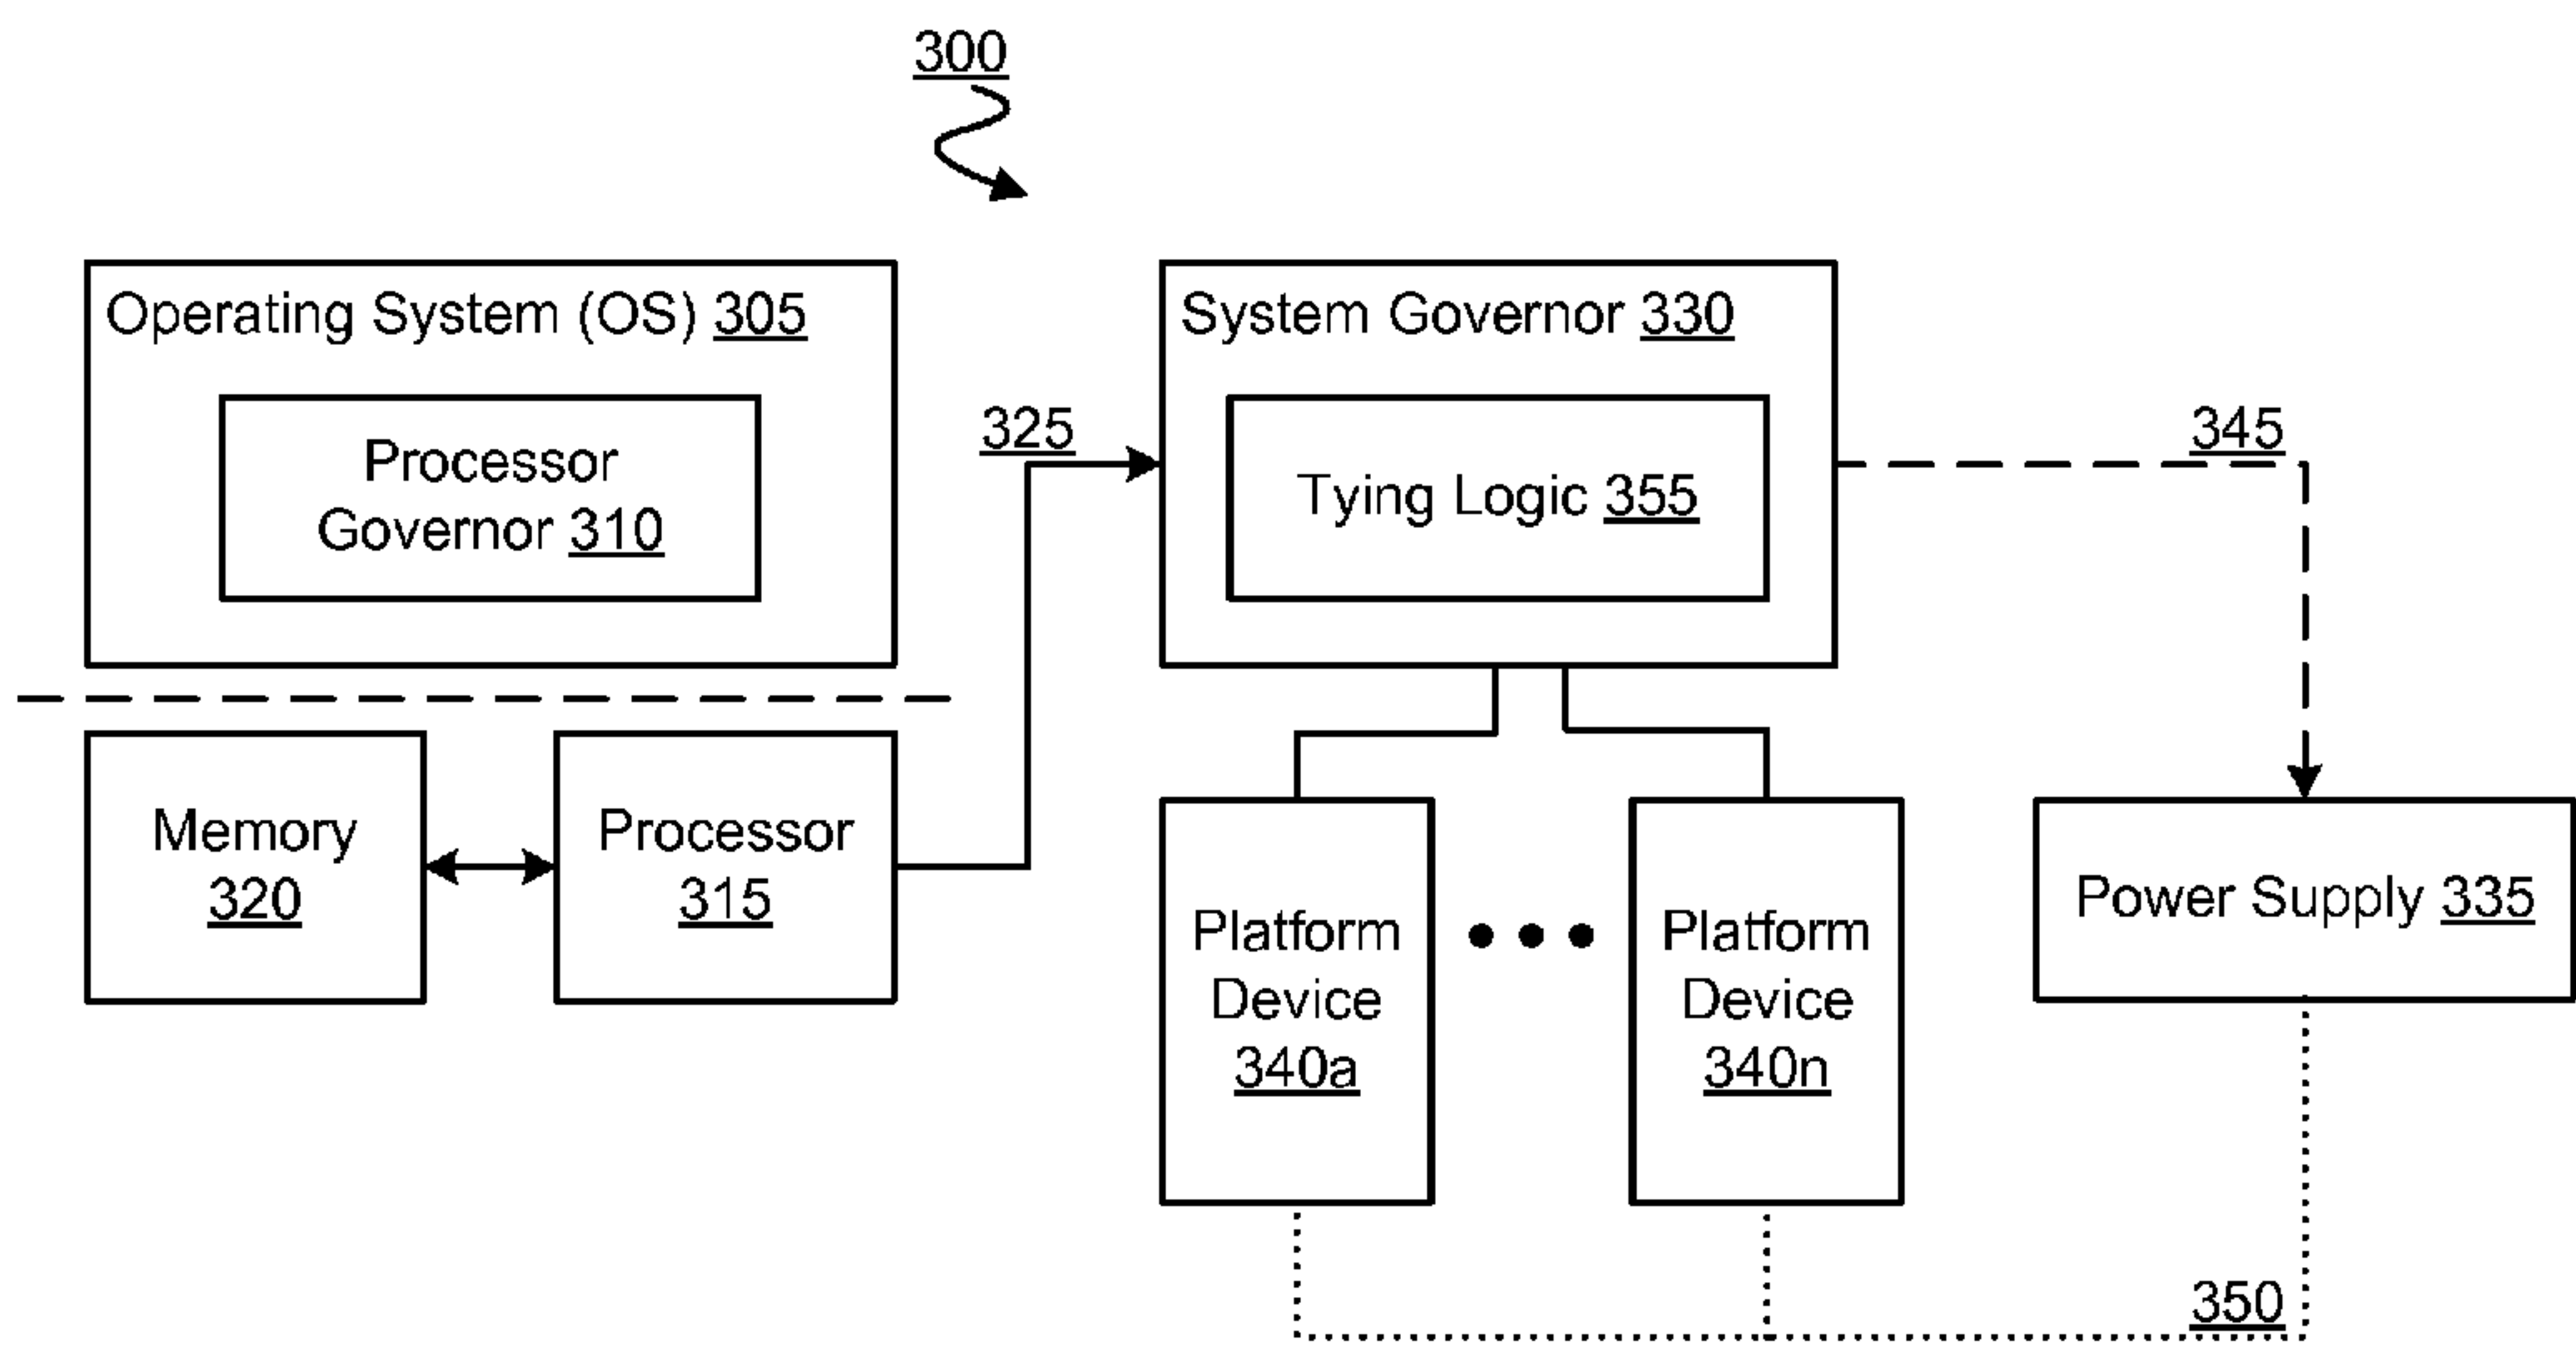 300
Operating System (OS) 305
Processor
Governor 310
325
System Governor 330
Tying Logic 355
345
Memory
320
Processor
315
Platform
Device
340a
Platform
Device
340n
Power Supply 335
350